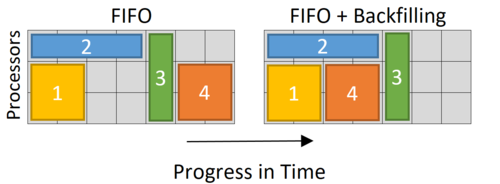 FIFO
FIFO + Backfilling
Processors
2
1
3
4
2
1
4
3
Progress in Time